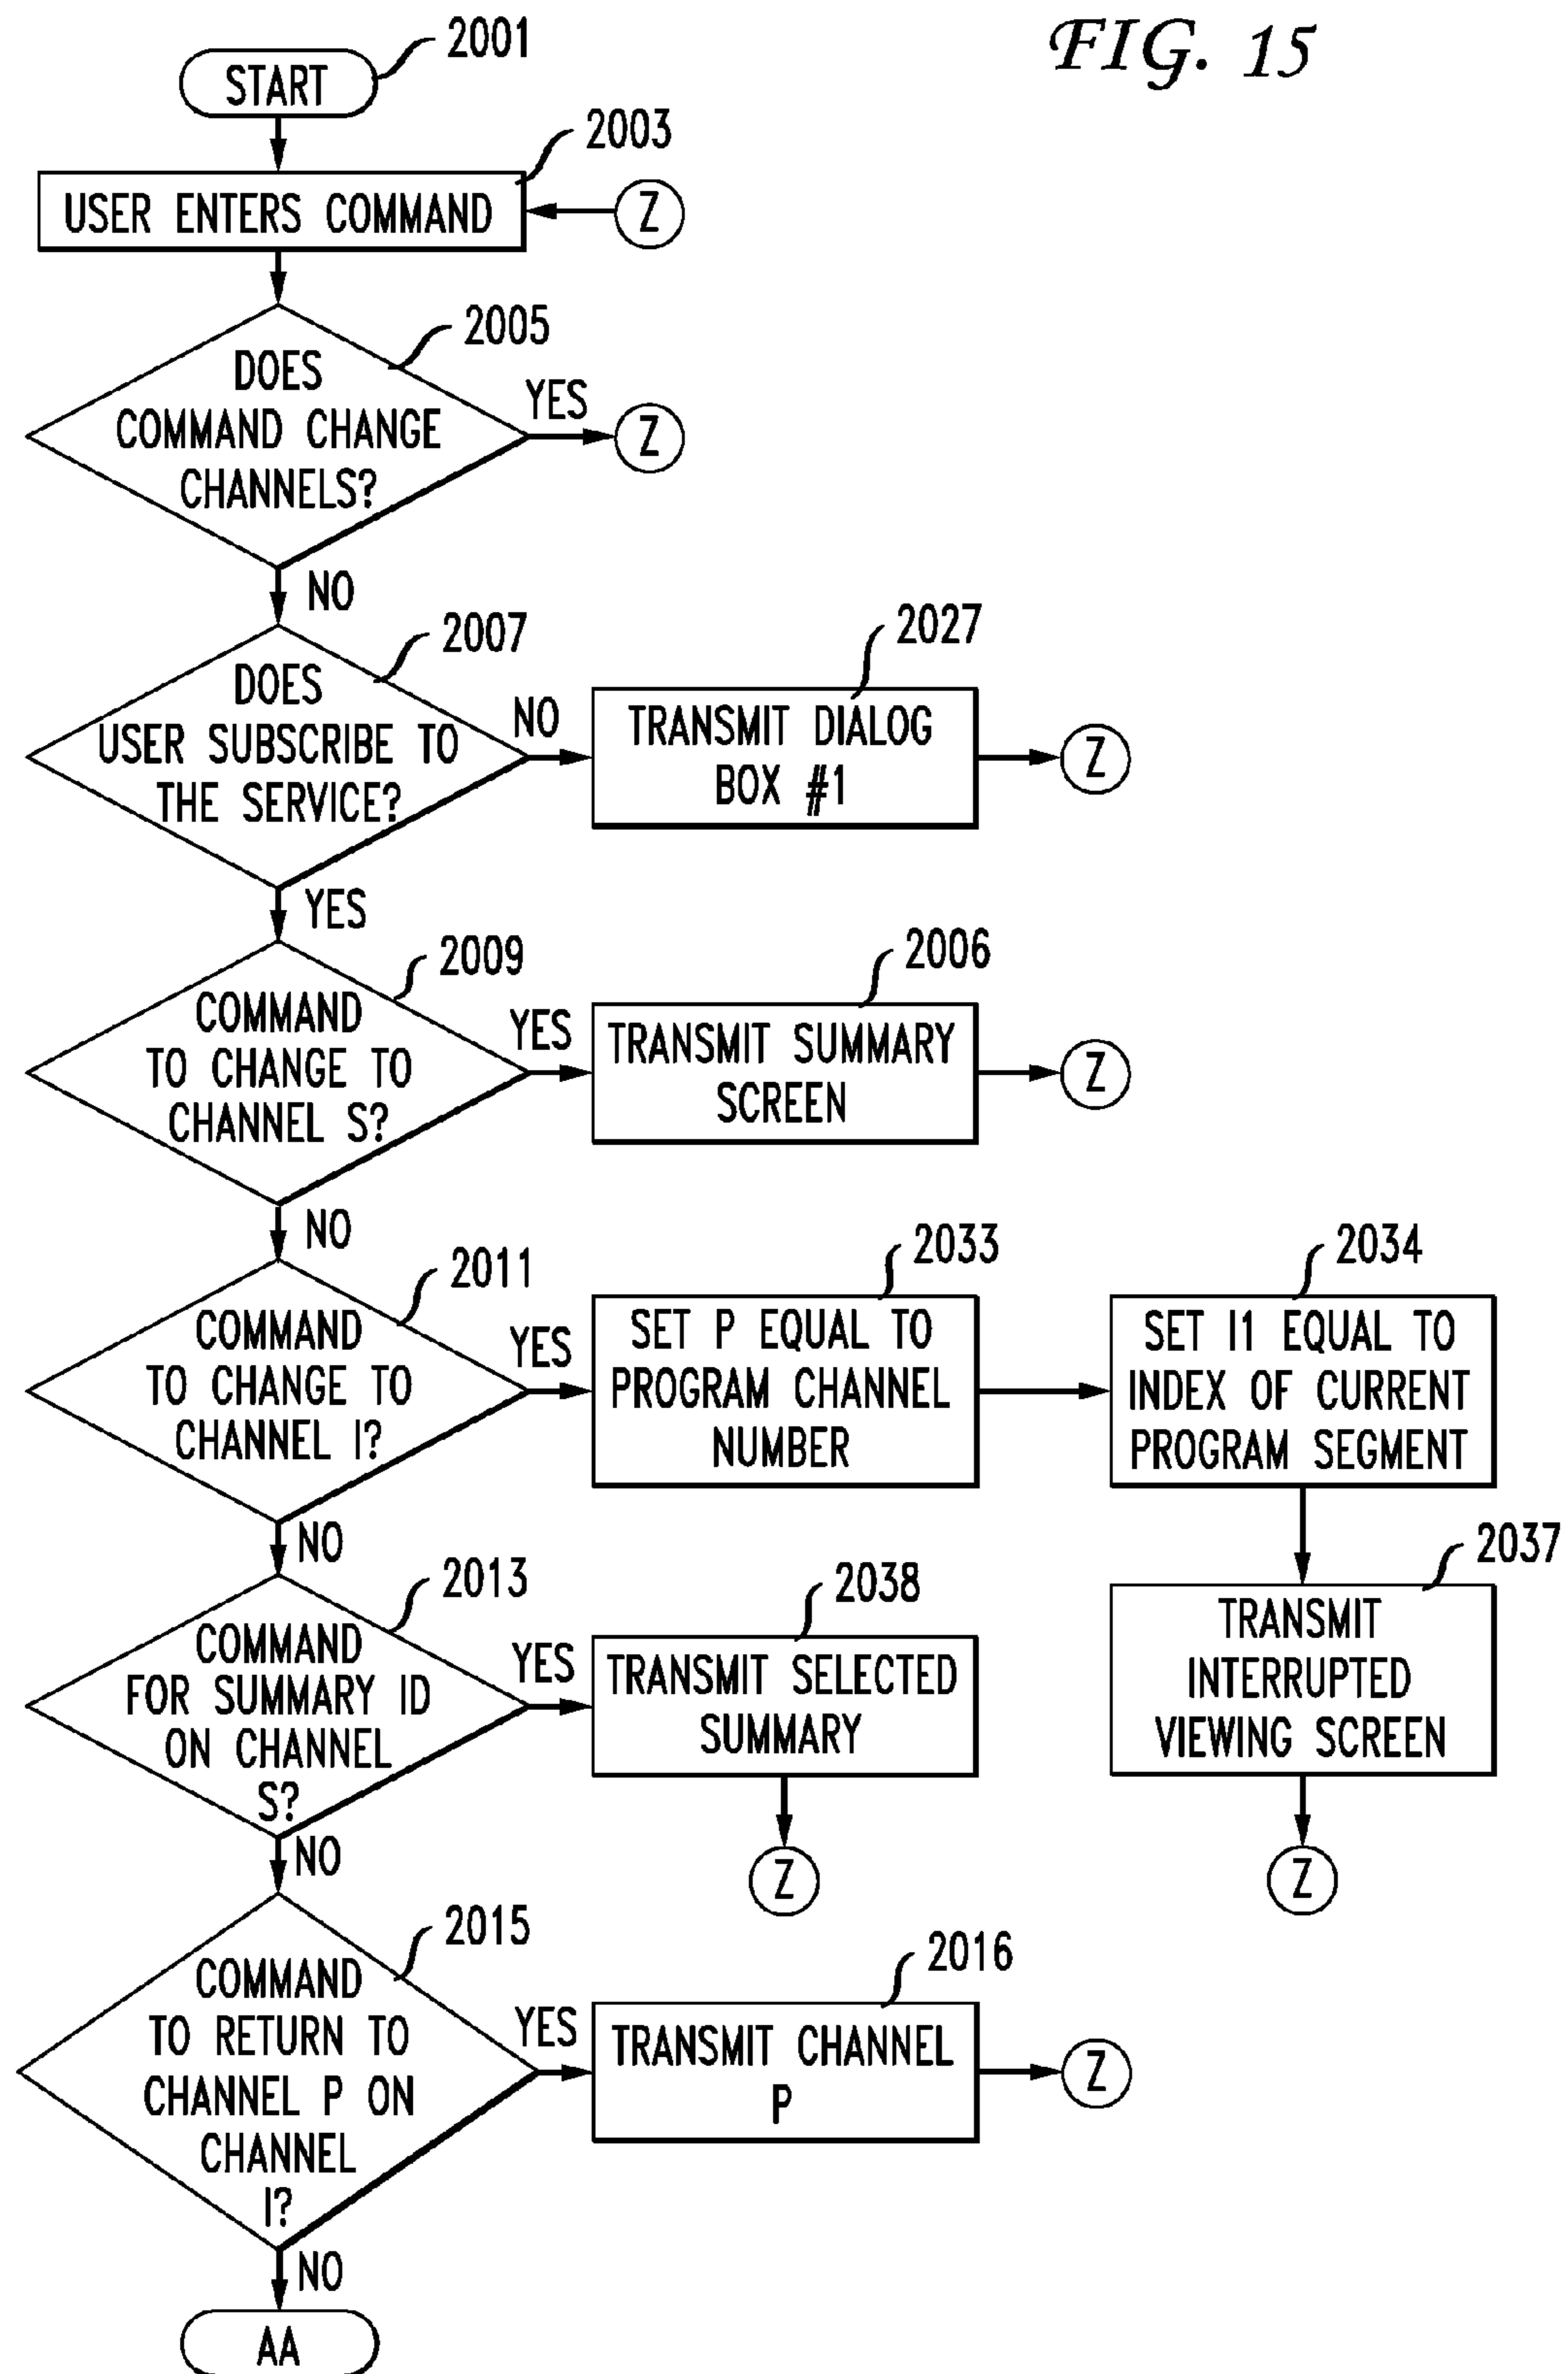 FIG. 15
2001
START
2003
USER ENTERS COMMAND
Z
2005
DOES
COMMAND CHANGE
CHANNELS?
YES
Z
NO
2007
DOES
USER SUBSCRIBE TO
THE SERVICE?
NO
2027
TRANSMIT DIALOG
BOX #1
Z
YES
2009
COMMAND
TO CHANGE TO
CHANNEL S?
YES
2006
TRANSMIT SUMMARY
SCREEN
Z
NO
2011
COMMAND
TO CHANGE TO
CHANNEL I?
YES
2033
SET P EQUAL TO
PROGRAM CHANNEL
NUMBER
2034
SET I1 EQUAL TO
INDEX OF CURRENT
PROGRAM SEGMENT
2037
TRANSMIT
INTERRUPTED
VIEWING SCREEN
Z
NO
2013
COMMAND
FOR SUMMARY ID
ON CHANNEL
S?
YES
2038
TRANSMIT SELECTED
SUMMARY
Z
NO
2015
COMMAND
TO RETURN TO
CHANNEL P ON
CHANNEL
I?
YES
2016
TRANSMIT CHANNEL
P
Z
NO
AA